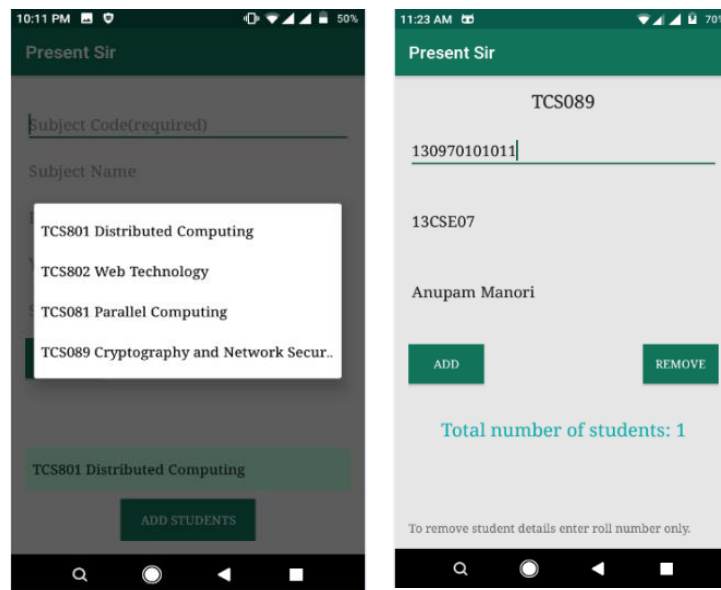 10:11 PM 50%
Present Sir
Subject Code(required)
Subject Name
TCS801 Distributed Computing
TCS802 Web Technology
TCS081 Parallel Computing
TCS089 Cryptography and Network Secur..
TCS801 Distributed Computing
ADD STUDENTS
11:23 AM 70%
Present Sir
TCS089
130970101011
13CSE07
Anupam Manori
ADD REMOVE
Total number of students: 1
To remove student details enter roll number only.